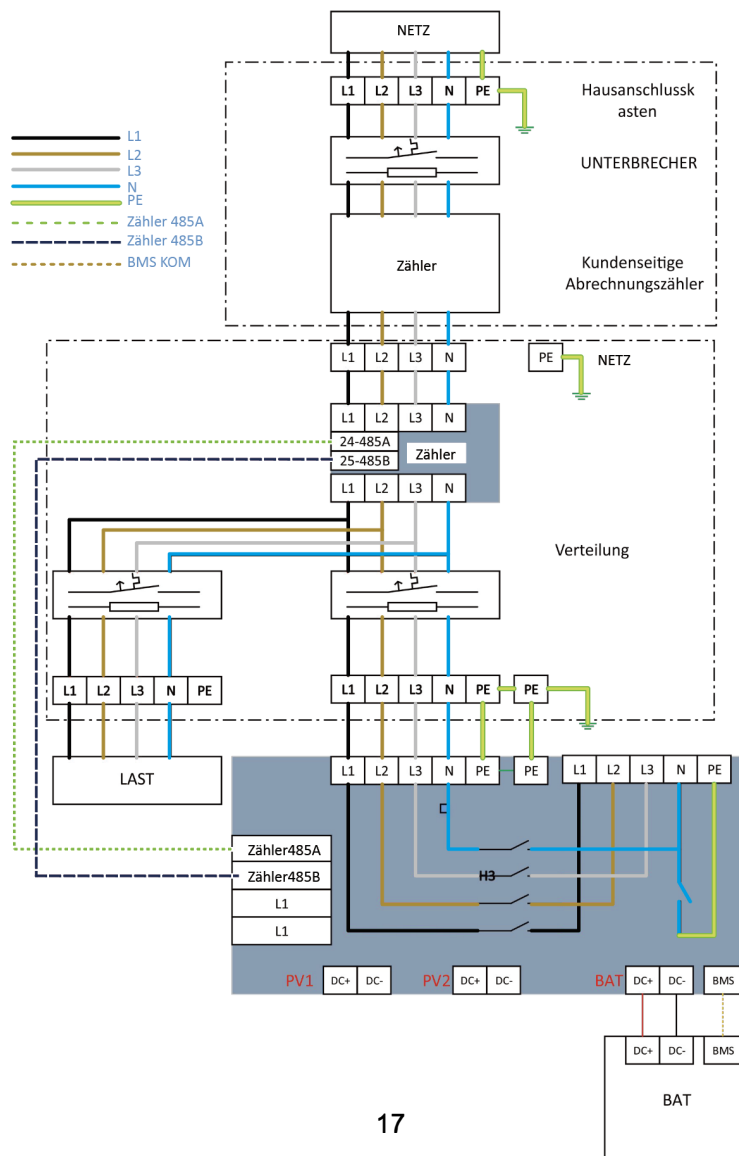 NETZ
L1 L2 L3 N PE
Hausanschlussk
asten
L1
L2
L3
N
PE
Zähler 485A
Zähler 485B
BMS KOM
UNTERBRECHER
Zähler
Kundenseitige
Abrechnungszähler
L1 L2 L3 N
PE
NETZ
L1 L2 L3 N
24-485A
25-485B
Zähler
L1 L2 L3 N
Verteilung
L1 L2 L3 N PE
L1 L2 L3 N PE PE
LAST
L1 L2 L3 N PE PE
L1 L2 L3 N PE
Zähler485A
Zähler485B
L1
L1
H3
PV1 DC+ DC-
PV2 DC+ DC-
BAT DC+ DC- BMS
DC+ DC- BMS
BAT
17